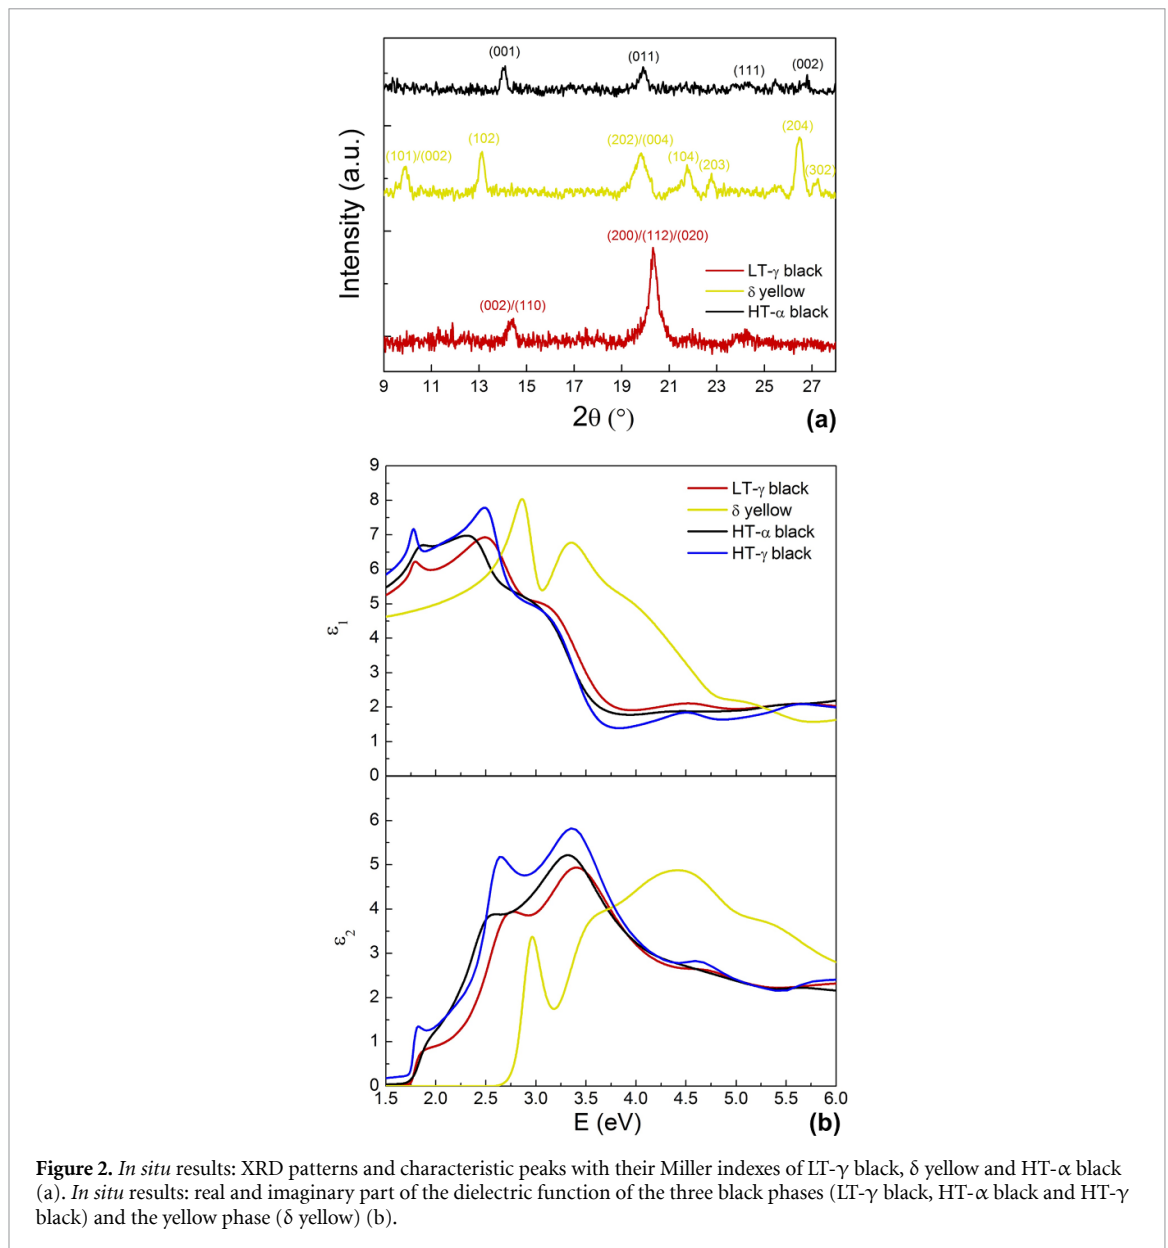 (001)
(011)
(111)
(002)
(101)/(002)
(102)
(202)/(004)
(104)
(203)
(204)
(302)
(200)/(112)/(020)
(002)/(110)
LT-γ black
δ yellow
HT-α black
Intensity (a.u.)
9 11 13 15 17 19 21 23 25 27
2θ (°)
(a)
9
8
7
6
5
4
3
2
1
0
ε1
LT-γ black
δ yellow
HT-α black
HT-γ black
6
5
4
3
2
1
0
ε2
1.5 2.0 2.5 3.0 3.5 4.0 4.5 5.0 5.5 6.0
E (eV)
(b)
Figure 2. In situ results: XRD patterns and characteristic peaks with their Miller indexes of LT-γ black, δ yellow and HT-α black
(a). In situ results: real and imaginary part of the dielectric function of the three black phases (LT-γ black, HT-α black and HT-γ
black) and the yellow phase (δ yellow) (b).